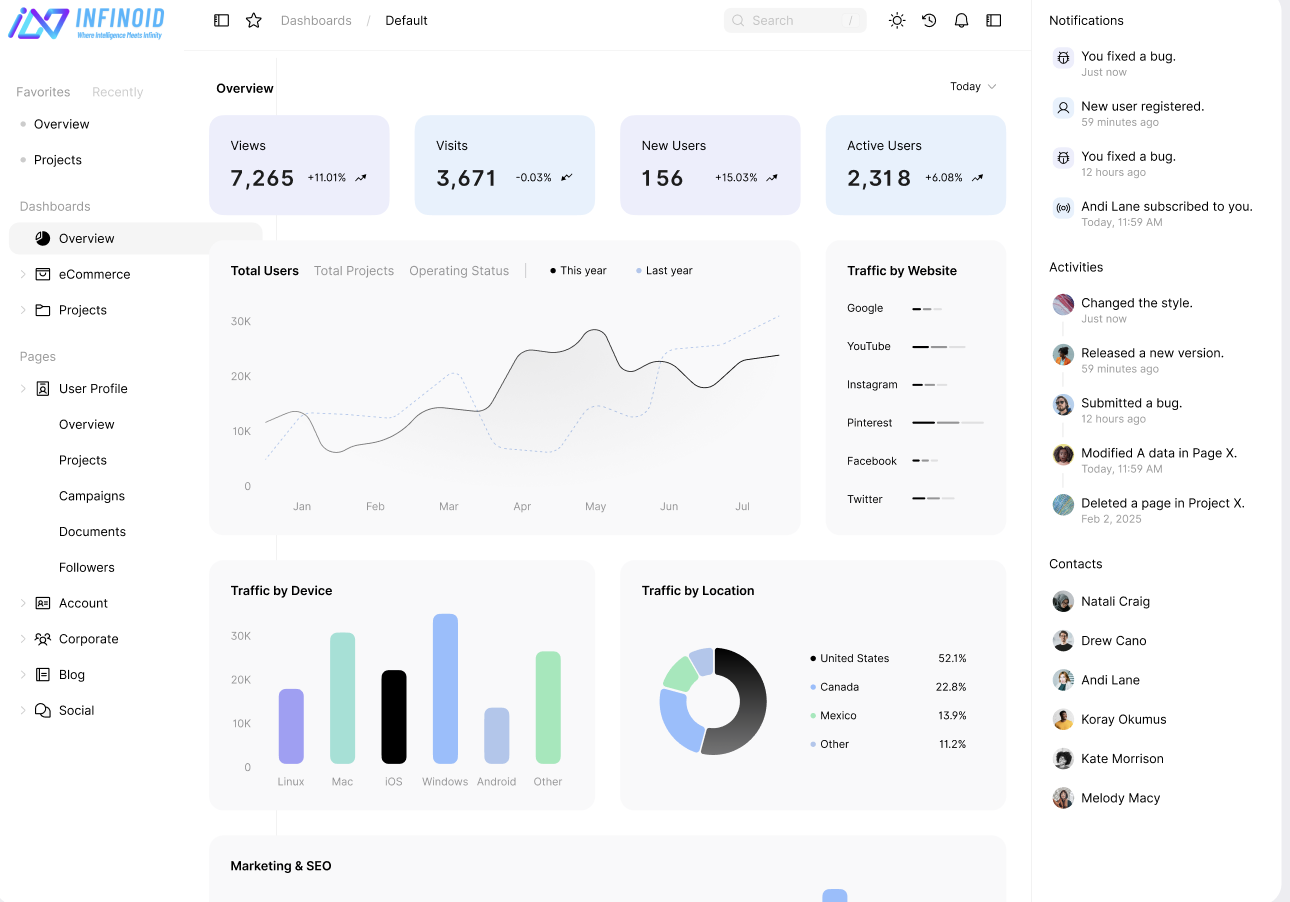 INFINOID
Where Intelligence Meets Infinity
Favorites Recently
Overview
Projects
Dashboards
Overview
eCommerce
Projects
Pages
User Profile
Overview
Projects
Campaigns
Documents
Followers
Account
Corporate
Blog
Social
Dashboards / Default
Search /
Overview
Today
Views
7,265 +11.01%
Visits
3,671 -0.03%
New Users
156 +15.03%
Active Users
2,318 +6.08%
Total Users Total Projects Operating Status This year Last year
30K
20K
10K
0
Jan Feb Mar Apr May Jun Jul
Traffic by Website
Google
YouTube
Instagram
Pinterest
Facebook
Twitter
Traffic by Device
30K
20K
10K
0
Linux Mac iOS Windows Android Other
Traffic by Location
United States 52.1%
Canada 22.8%
Mexico 13.9%
Other 11.2%
Marketing & SEO
Notifications
You fixed a bug.
Just now
New user registered.
59 minutes ago
You fixed a bug.
12 hours ago
Andi Lane subscribed to you.
Today, 11:59 AM
Activities
Changed the style.
Just now
Released a new version.
59 minutes ago
Submitted a bug.
12 hours ago
Modified A data in Page X.
Today, 11:59 AM
Deleted a page in Project X.
Feb 2, 2025
Contacts
Natali Craig
Drew Cano
Andi Lane
Koray Okumus
Kate Morrison
Melody Macy